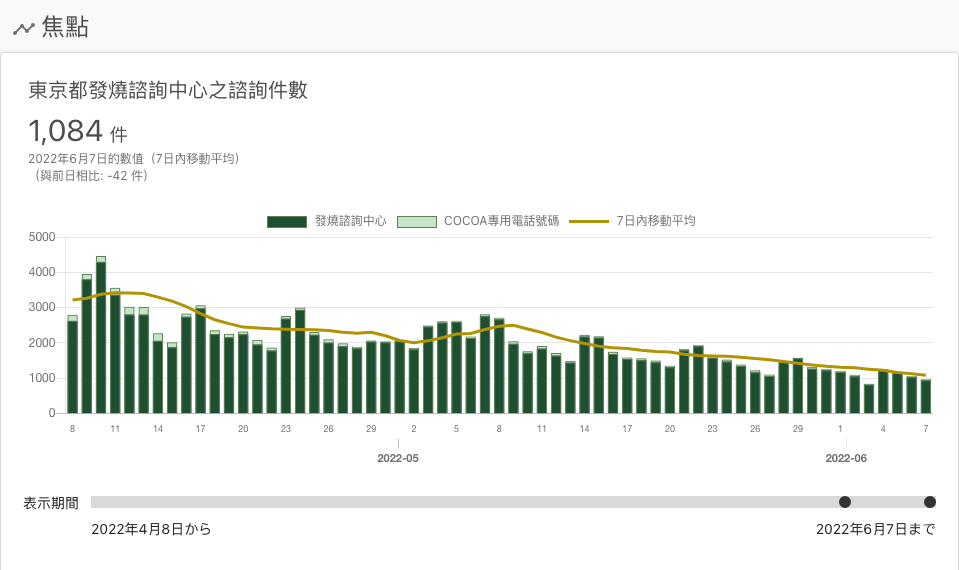 焦點
東京都發燒諮詢中心之諮詢件數
1,084 件
2022年6月7日的數值（7日內移動平均）
（與前日相比: -42 件）
發燒諮詢中心 COCOA專用電話號碼 7日內移動平均
5000
4000
3000
2000
1000
0
8 11 14 17 20 23 26 29 2 5 8 11 14 17 20 23 26 29 1 4 7
2022-05 2022-06
表示期間
2022年4月8日から 2022年6月7日まで